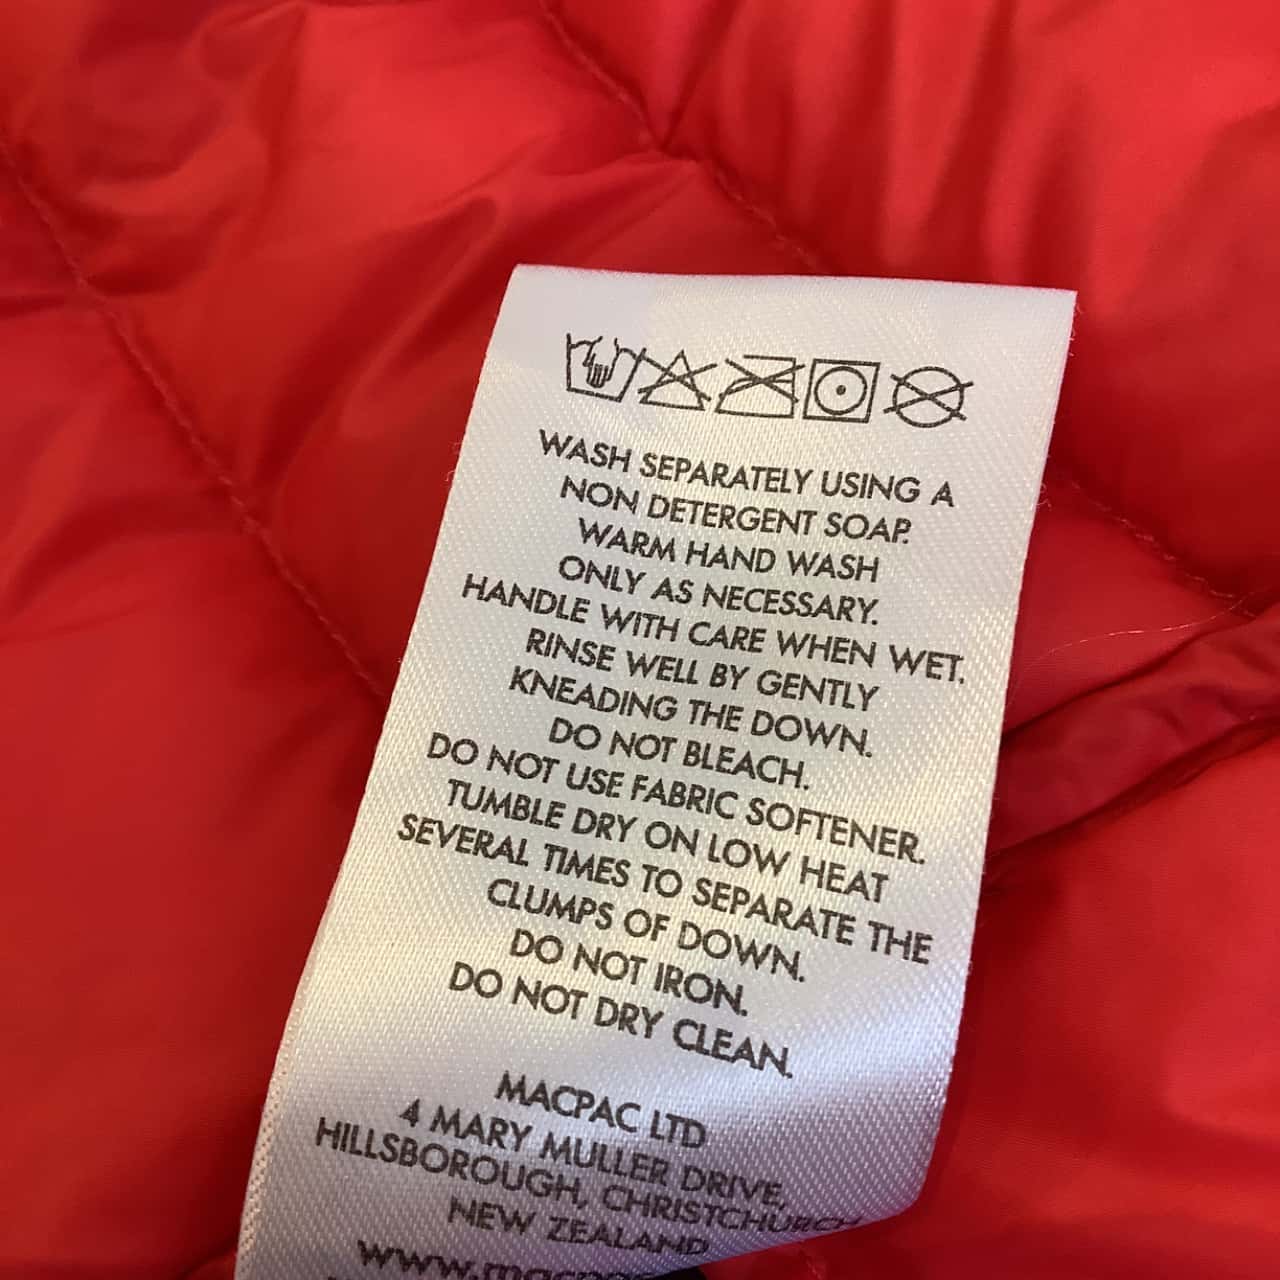 WASH SEPARATELY USING A
NON DETERGENT SOAP.
WARM HAND WASH
ONLY AS NECESSARY.
HANDLE WITH CARE WHEN WET.
RINSE WELL BY GENTLY
KNEADING THE DOWN.
DO NOT BLEACH.
DO NOT USE FABRIC SOFTENER.
TUMBLE DRY ON LOW HEAT
SEVERAL TIMES TO SEPARATE THE
CLUMPS OF DOWN.
DO NOT IRON.
DO NOT DRY CLEAN.
MACPAC LTD
4 MARY MULLER DRIVE,
HILLSBOROUGH, CHRISTCHURCH
NEW ZEALAND